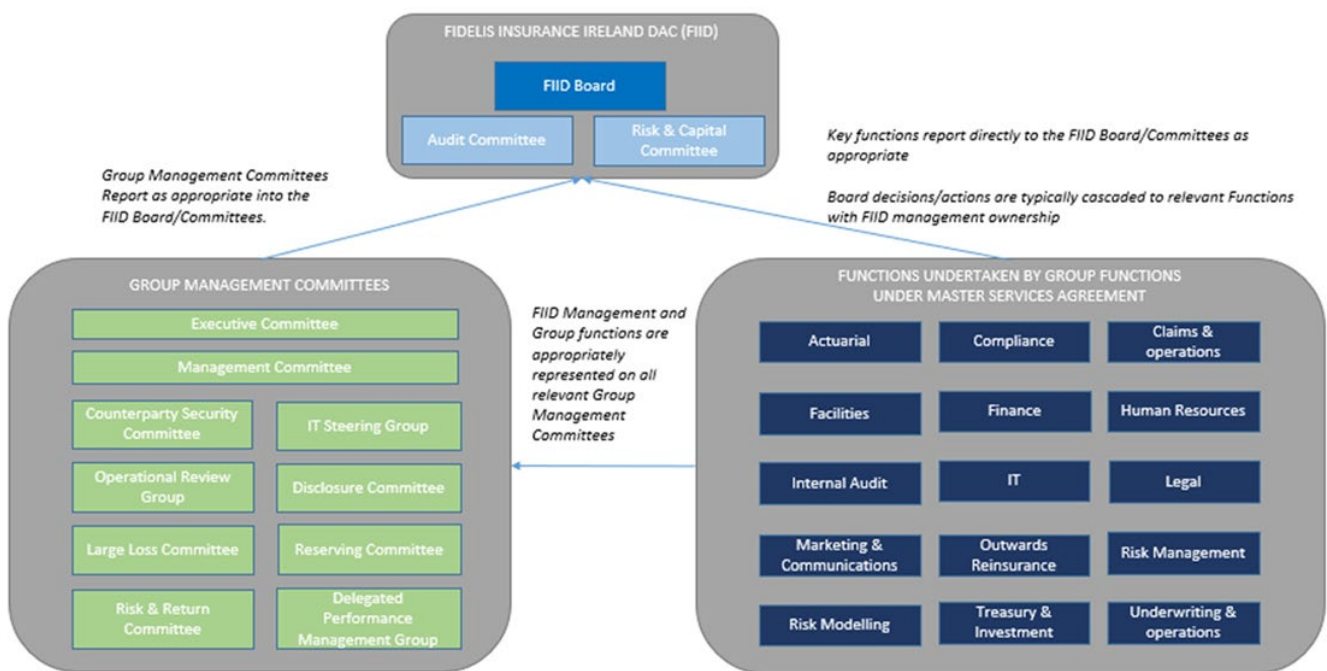 FIDELIS INSURANCE IRELAND DAC (FIID)
FIID Board
Audit Committee
Risk & Capital
Committee
Group Management Committees
Report as appropriate into the
FIID Board/Committees.
Key functions report directly to the FIID Board/Committees as
appropriate
Board decisions/actions are typically cascaded to relevant Functions
with FIID management ownership
GROUP MANAGEMENT COMMITTEES
Executive Committee
Management Committee
Counterparty Security
Committee
IT Steering Group
Operational Review
Group
Disclosure Committee
Large Loss Committee
Reserving Committee
Risk & Return
Committee
Delegated
Performance
Management Group
FIID Management and
Group functions are
appropriately
represented on all
relevant Group
Management
Committees
FUNCTIONS UNDERTAKEN BY GROUP FUNCTIONS
UNDER MASTER SERVICES AGREEMENT
Actuarial
Compliance
Claims &
operations
Facilities
Finance
Human Resources
Internal Audit
IT
Legal
Marketing &
Communications
Outwards
Reinsurance
Risk Management
Risk Modelling
Treasury &
Investment
Underwriting &
operations